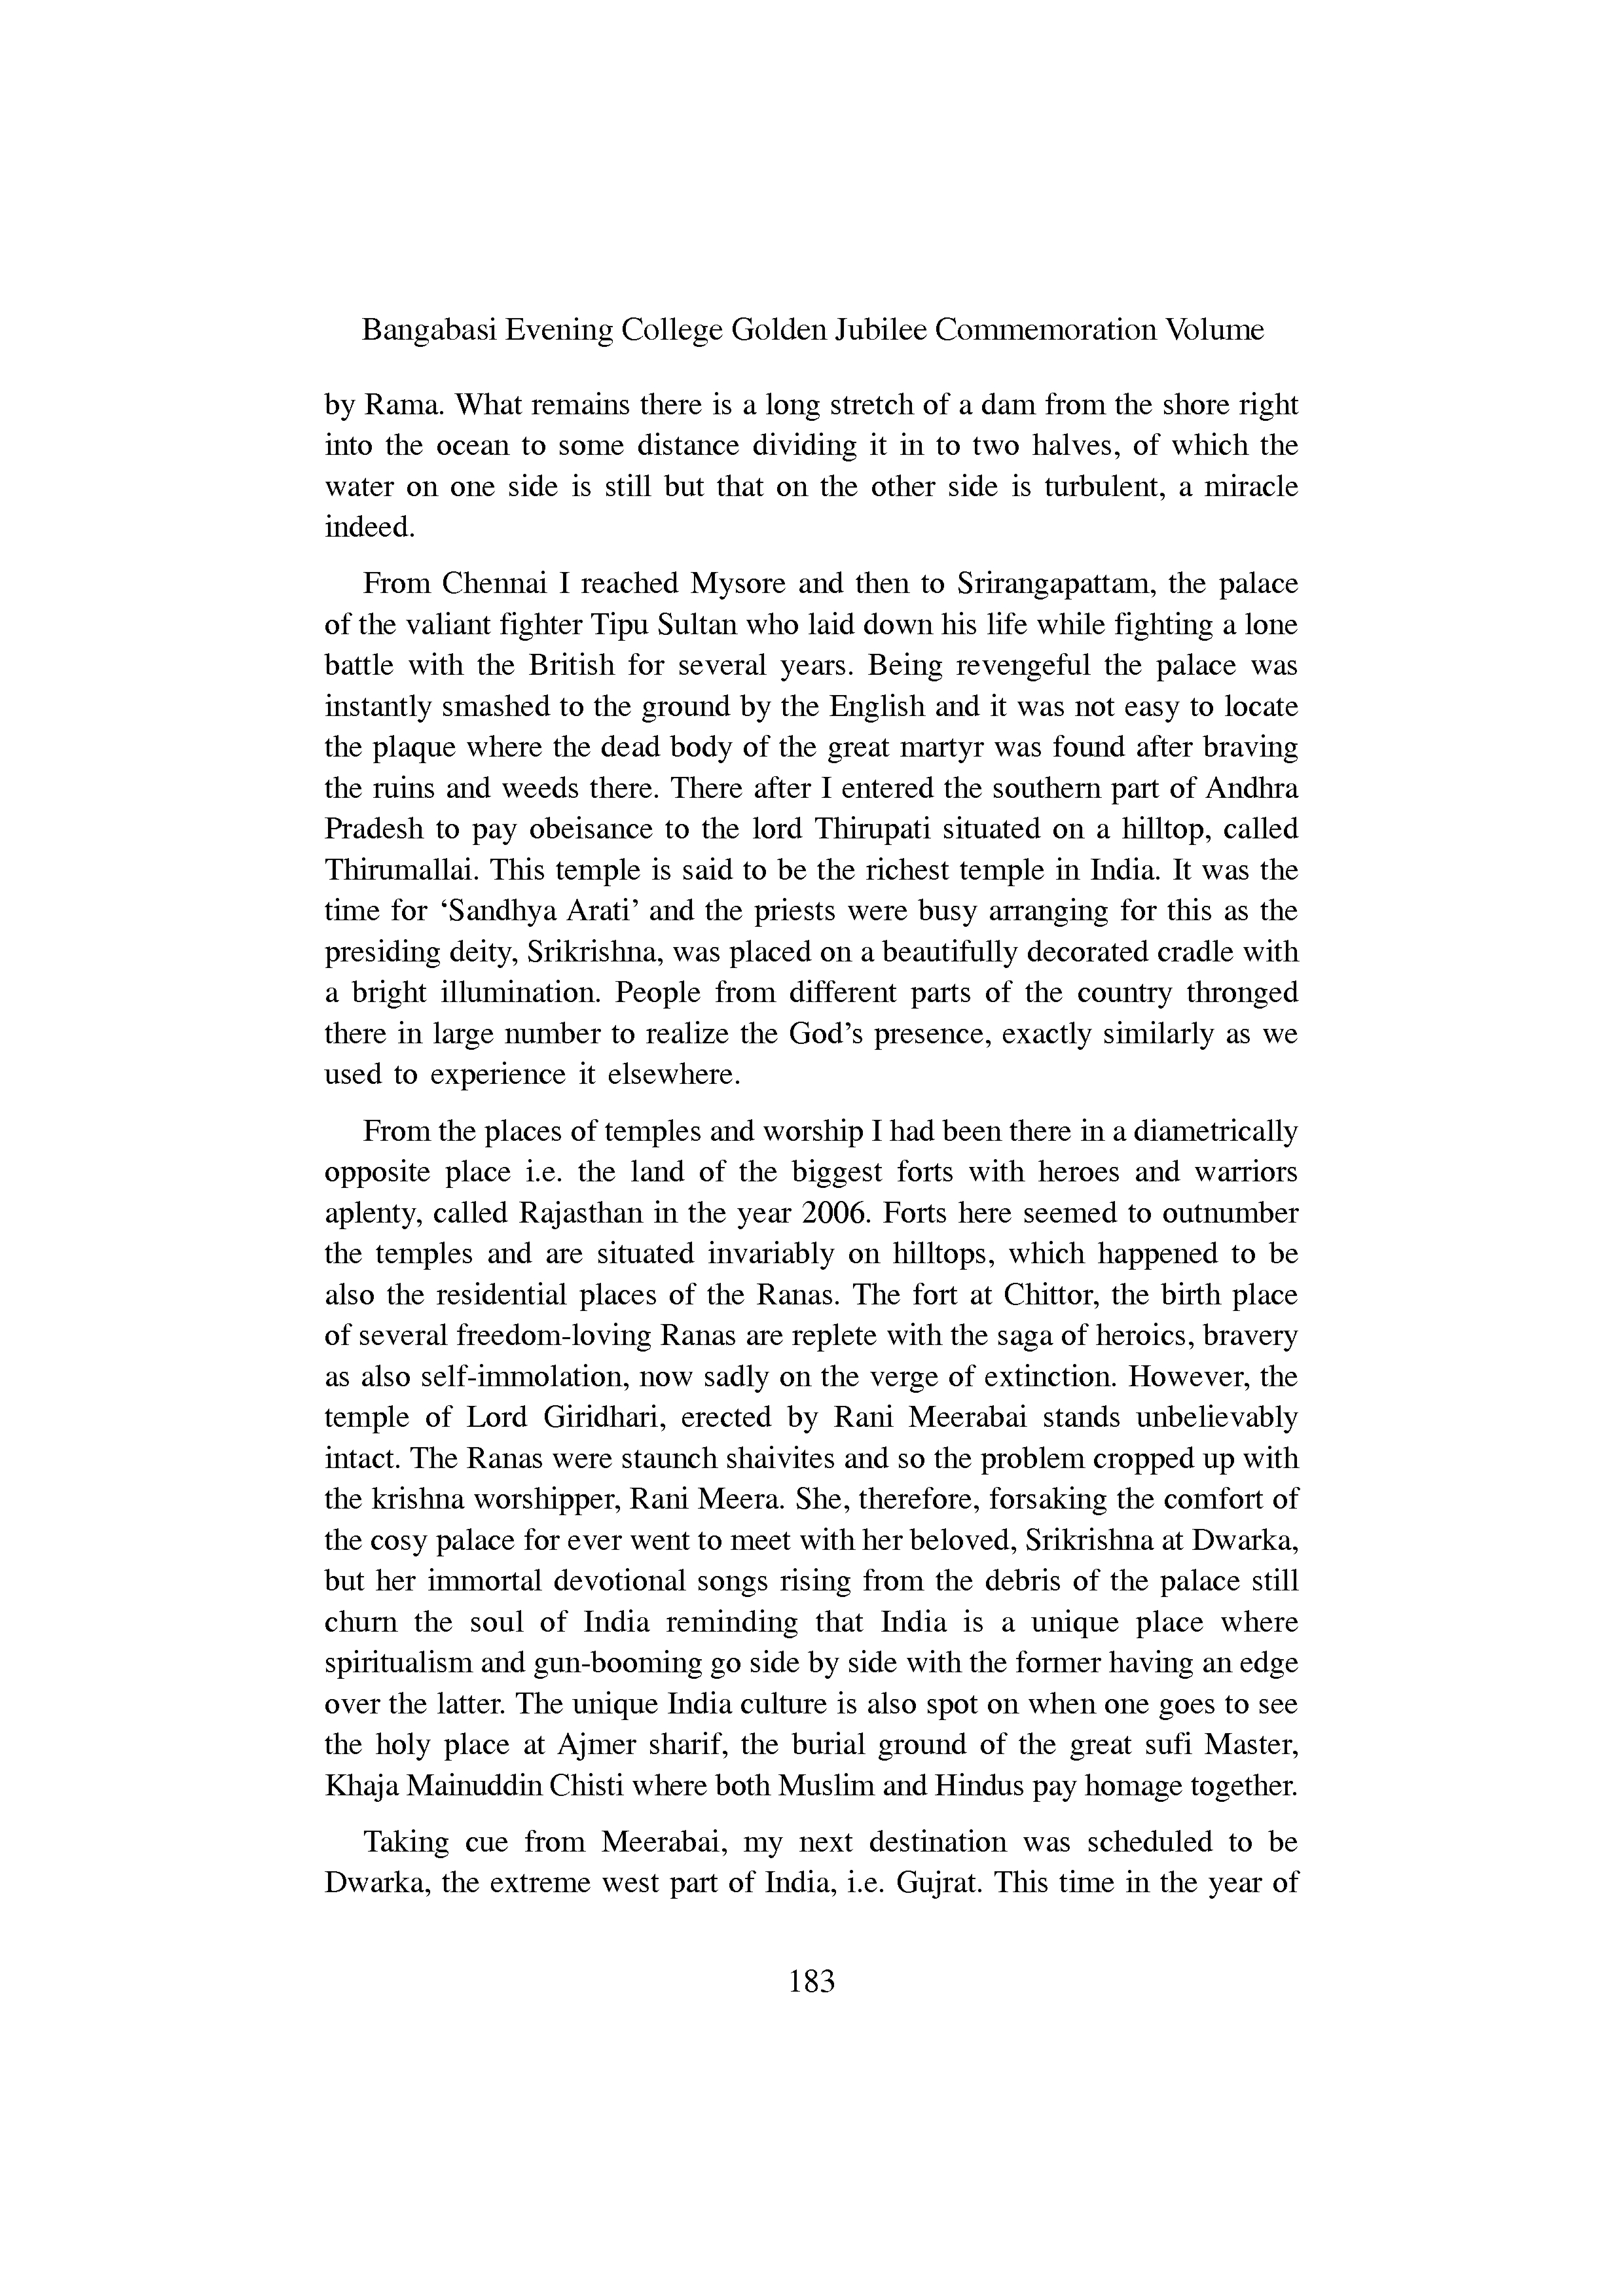 Bangabasi Evening College Golden Jubilee Commemoration Volume
by Rama. What remains there is a long stretch of a dam from the shore right
into the ocean to some distance dividing it in to two halves, of which the
water on one side is still but that on the other side is turbulent, a miracle
indeed.
From Chennai I reached Mysore and then to Srirangapattam, the palace
of the valiant fighter Tipu Sultan who laid down his life while fighting a lone
battle with the British for several years. Being revengeful the palace was
instantly smashed to the ground by the English and it was not easy to locate
the plaque where the dead body of the great martyr was found after braving
the ruins and weeds there. There after I entered the southern part of Andhra
Pradesh to pay obeisance to the lord Thirupati situated on a hilltop, called
Thirumallai. This temple is said to be the richest temple in India. It was the
time for ‘Sandhya Arati’ and the priests were busy arranging for this as the
presiding deity, Srikrishna, was placed on a beautifully decorated cradle with
a bright illumination. People from different parts of the country thronged
there in large number to realize the God’s presence, exactly similarly as we
used to experience it elsewhere.
From the places of temples and worship I had been there in a diametrically
opposite place i.e. the land of the biggest forts with heroes and warriors
aplenty, called Rajasthan in the year 2006. Forts here seemed to outnumber
the temples and are situated invariably on hilltops, which happened to be
also the residential places of the Ranas. The fort at Chittor, the birth place
of several freedom-loving Ranas are replete with the saga of heroics, bravery
as also self-immolation, now sadly on the verge of extinction. However, the
temple of Lord Giridhari, erected by Rani Meerabai stands unbelievably
intact. The Ranas were staunch shaivites and so the problem cropped up with
the krishna worshipper, Rani Meera. She, therefore, forsaking the comfort of
the cosy palace for ever went to meet with her beloved, Srikrishna at Dwarka,
but her immortal devotional songs rising from the debris of the palace still
churn the soul of India reminding that India is a unique place where
spiritualism and gun-booming go side by side with the former having an edge
over the latter. The unique India culture is also spot on when one goes to see
the holy place at Ajmer sharif, the burial ground of the great sufi Master,
Khaja Mainuddin Chisti where both Muslim and Hindus pay homage together.
Taking cue from Meerabai, my next destination was scheduled to be
Dwarka, the extreme west part of India, i.e. Gujrat. This time in the year of
183